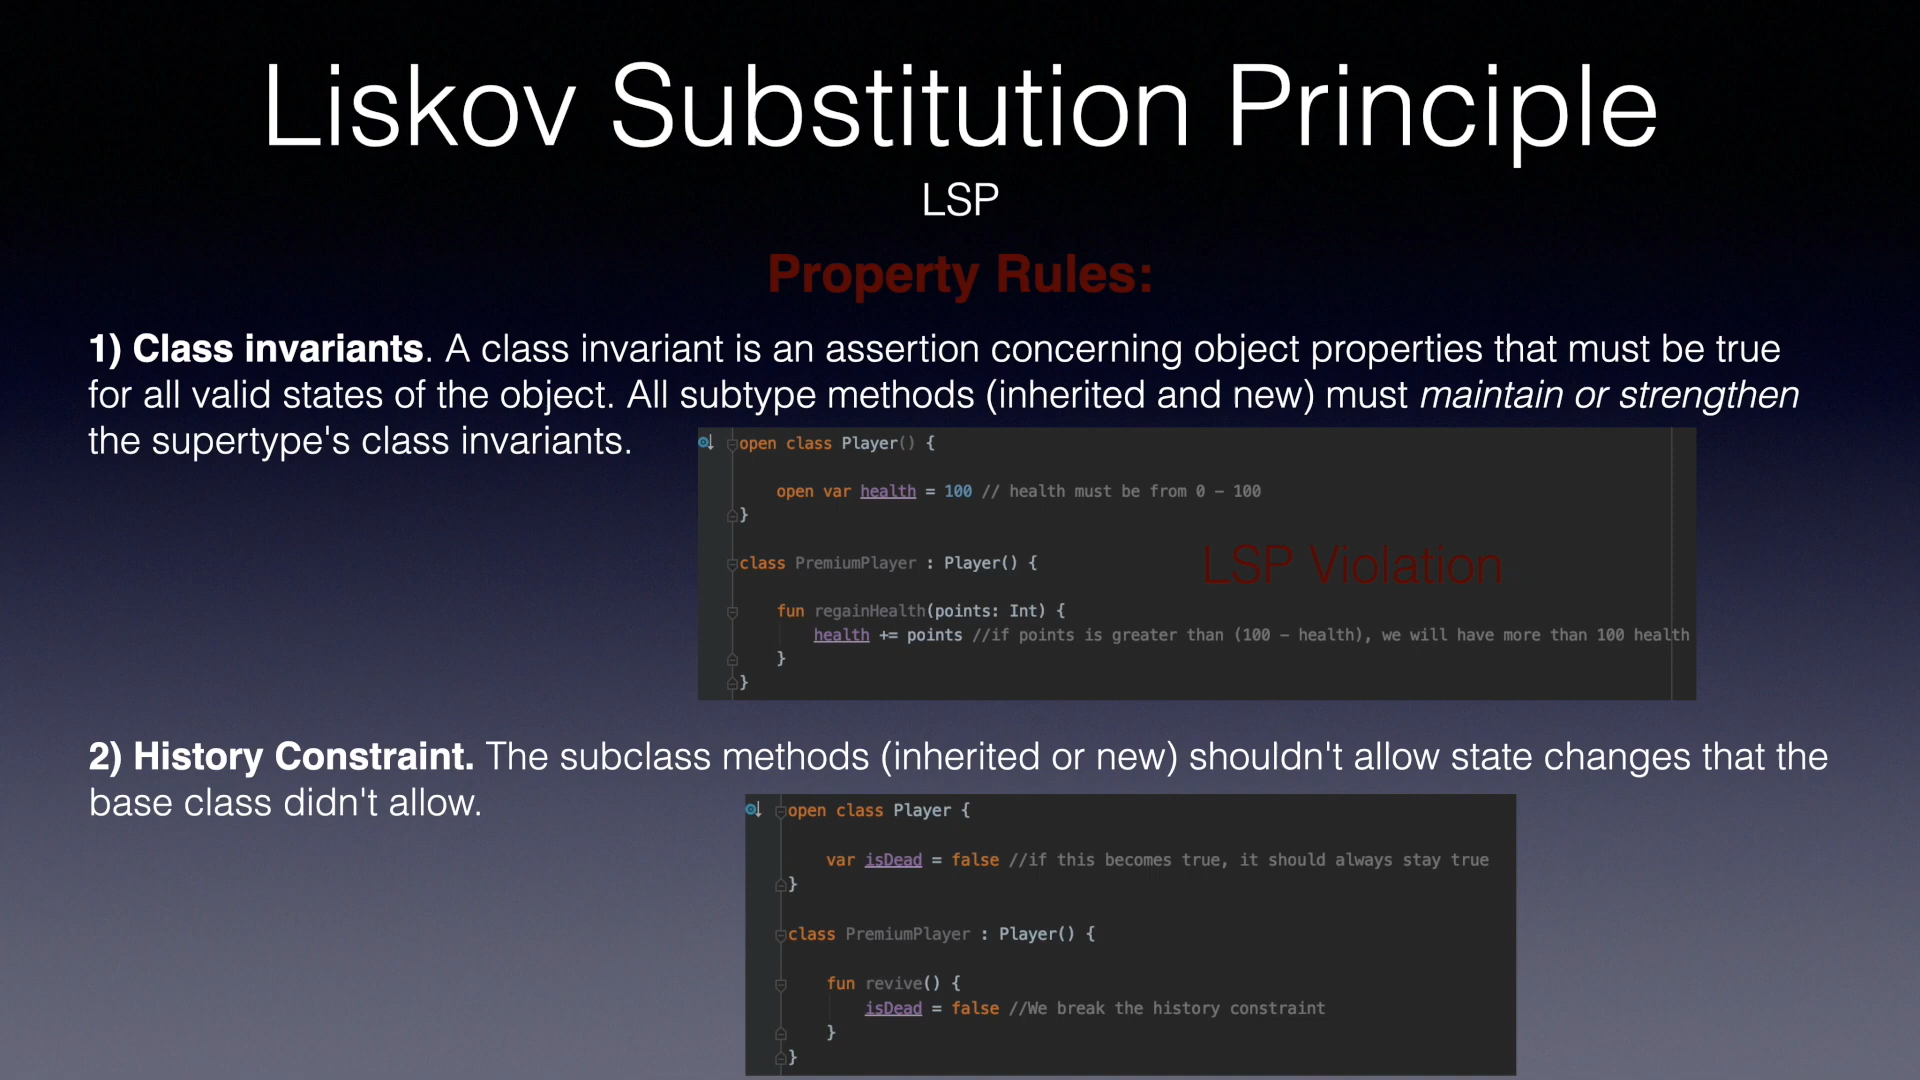 Liskov Substitution Principle
LSP
Property Rules:
1) Class invariants. A class invariant is an assertion concerning object properties that must be true
for all valid states of the object. All subtype methods (inherited and new) must maintain or strengthen
the supertype's class invariants.
open class Player() {
open var health = 100 // health must be from 0 - 100
}
class PremiumPlayer : Player() {
LSP Violation
fun regainHealth(points: Int) {
health += points //if points is greater than (100 - health), we will have more than 100 health
}
}
2) History Constraint. The subclass methods (inherited or new) shouldn't allow state changes that the
base class didn't allow.
open class Player {
var isDead = false //if this becomes true, it should always stay true
}
class PremiumPlayer : Player() {
fun revive() {
isDead = false //We break the history constraint
}
}